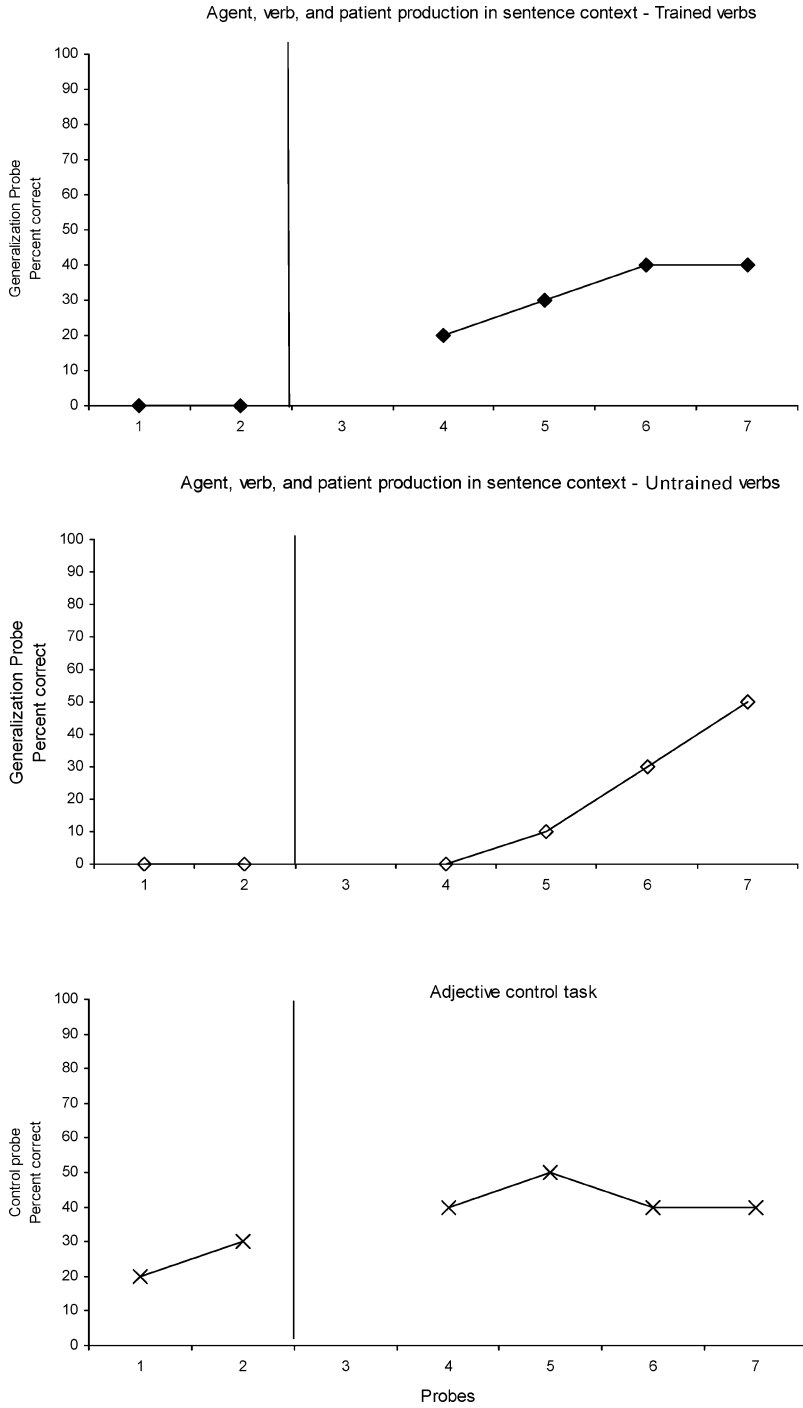 Agent, verb, and patient production in sentence context - Trained verbs
Generalization Probe
Percent correct
100
90
80
70
60
50
40
30
20
10
0
1 2 3 4 5 6 7
Agent, verb, and patient production in sentence context - Untrained verbs
Generalization Probe
Percent correct
100
90
80
70
60
50
40
30
20
10
0
1 2 3 4 5 6 7
Adjective control task
Control probe
Percent correct
100
90
80
70
60
50
40
30
20
10
0
1 2 3 4 5 6 7
Probes